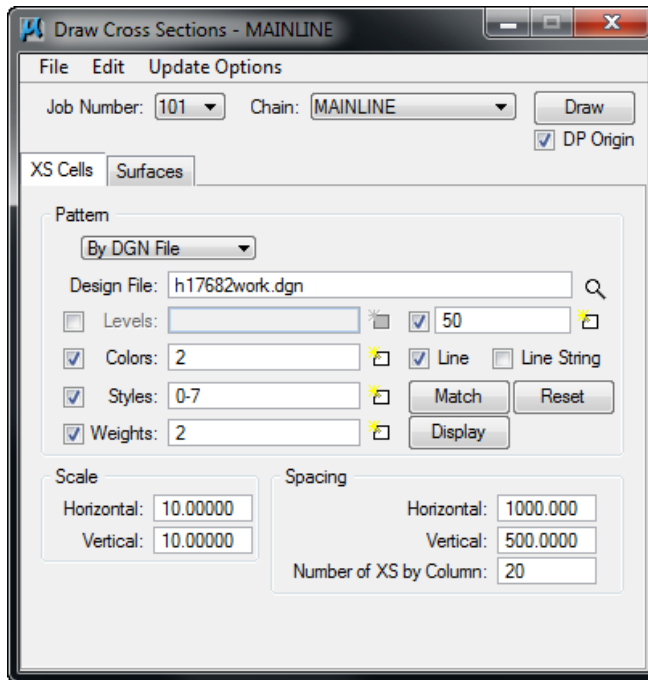 Draw Cross Sections - MAINLINE
File Edit Update Options
Job Number: 101 Chain: MAINLINE Draw
DP Origin
XS Cells Surfaces
Pattern
By DGN File
Design File: h17682work.dgn
Levels: 50
Colors: 2 Line Line String
Styles: 0-7 Match Reset
Weights: 2 Display
Scale Spacing
Horizontal: 10.00000 Horizontal: 1000.000
Vertical: 10.00000 Vertical: 500.0000
Number of XS by Column: 20